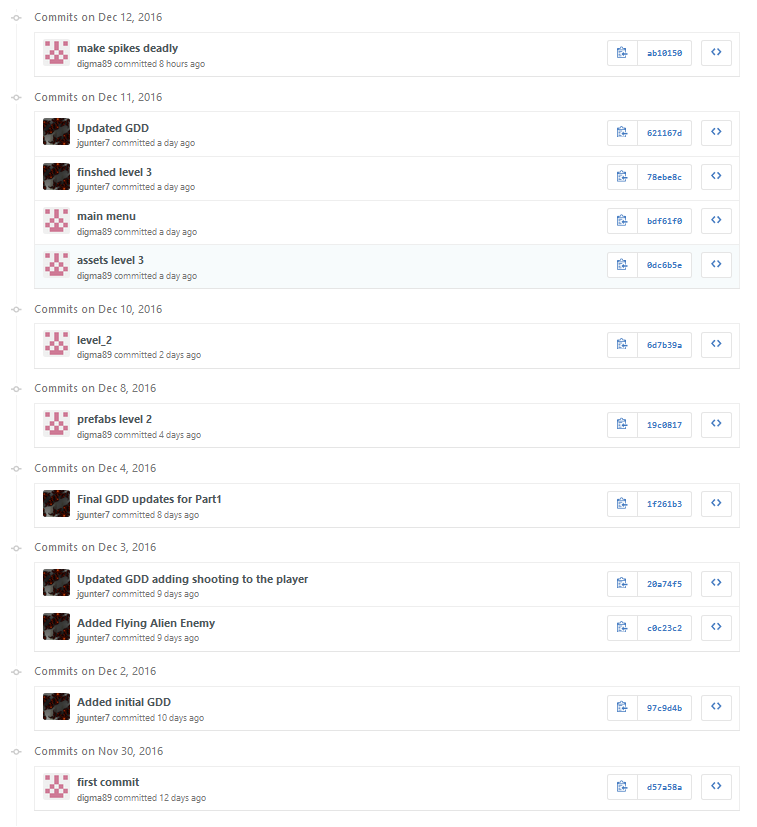 Commits on Dec 12, 2016
make spikes deadly
digma89 committed 8 hours ago
ab10150
Commits on Dec 11, 2016
Updated GDD
jgunter7 committed a day ago
621167d
finshed level 3
jgunter7 committed a day ago
78ebe8c
main menu
digma89 committed a day ago
bdf61f0
assets level 3
digma89 committed a day ago
0dc6b5e
Commits on Dec 10, 2016
level_2
digma89 committed 2 days ago
6d7b39a
Commits on Dec 8, 2016
prefabs level 2
digma89 committed 4 days ago
19c0817
Commits on Dec 4, 2016
Final GDD updates for Part1
jgunter7 committed 8 days ago
1f261b3
Commits on Dec 3, 2016
Updated GDD adding shooting to the player
jgunter7 committed 9 days ago
20a74f5
Added Flying Alien Enemy
jgunter7 committed 9 days ago
c0c23c2
Commits on Dec 2, 2016
Added initial GDD
jgunter7 committed 10 days ago
97c9d4b
Commits on Nov 30, 2016
first commit
digma89 committed 12 days ago
d57a58a